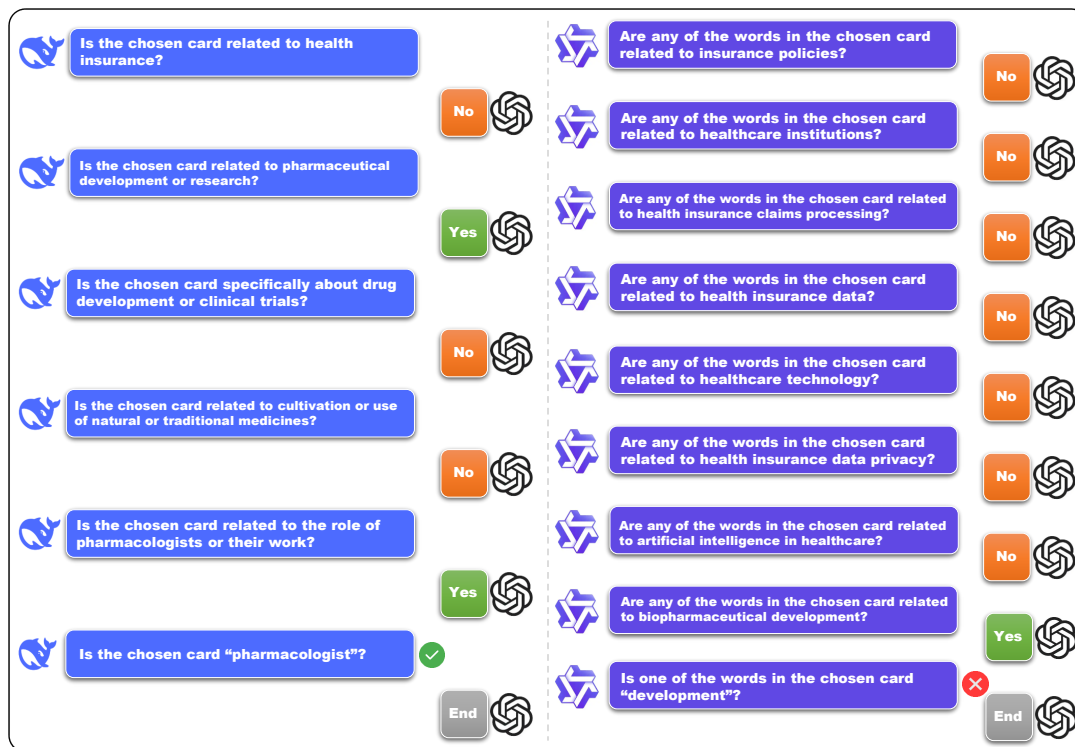 Is the chosen card related to health
insurance?
No
Is the chosen card related to pharmaceutical
development or research?
Yes
Is the chosen card specifically about drug
development or clinical trials?
No
Is the chosen card related to cultivation or use
of natural or traditional medicines?
No
Is the chosen card related to the role of
pharmacologists or their work?
Yes
Is the chosen card “pharmacologist”?
End
Are any of the words in the chosen card
related to insurance policies?
No
Are any of the words in the chosen card
related to healthcare institutions?
No
Are any of the words in the chosen card related
to health insurance claims processing?
No
Are any of the words in the chosen card
related to health insurance data?
No
Are any of the words in the chosen card
related to healthcare technology?
No
Are any of the words in the chosen card
related to health insurance data privacy?
No
Are any of the words in the chosen card related
to artificial intelligence in healthcare?
No
Are any of the words in the chosen card related
to biopharmaceutical development?
Yes
Is one of the words in the chosen card
“development”?
End